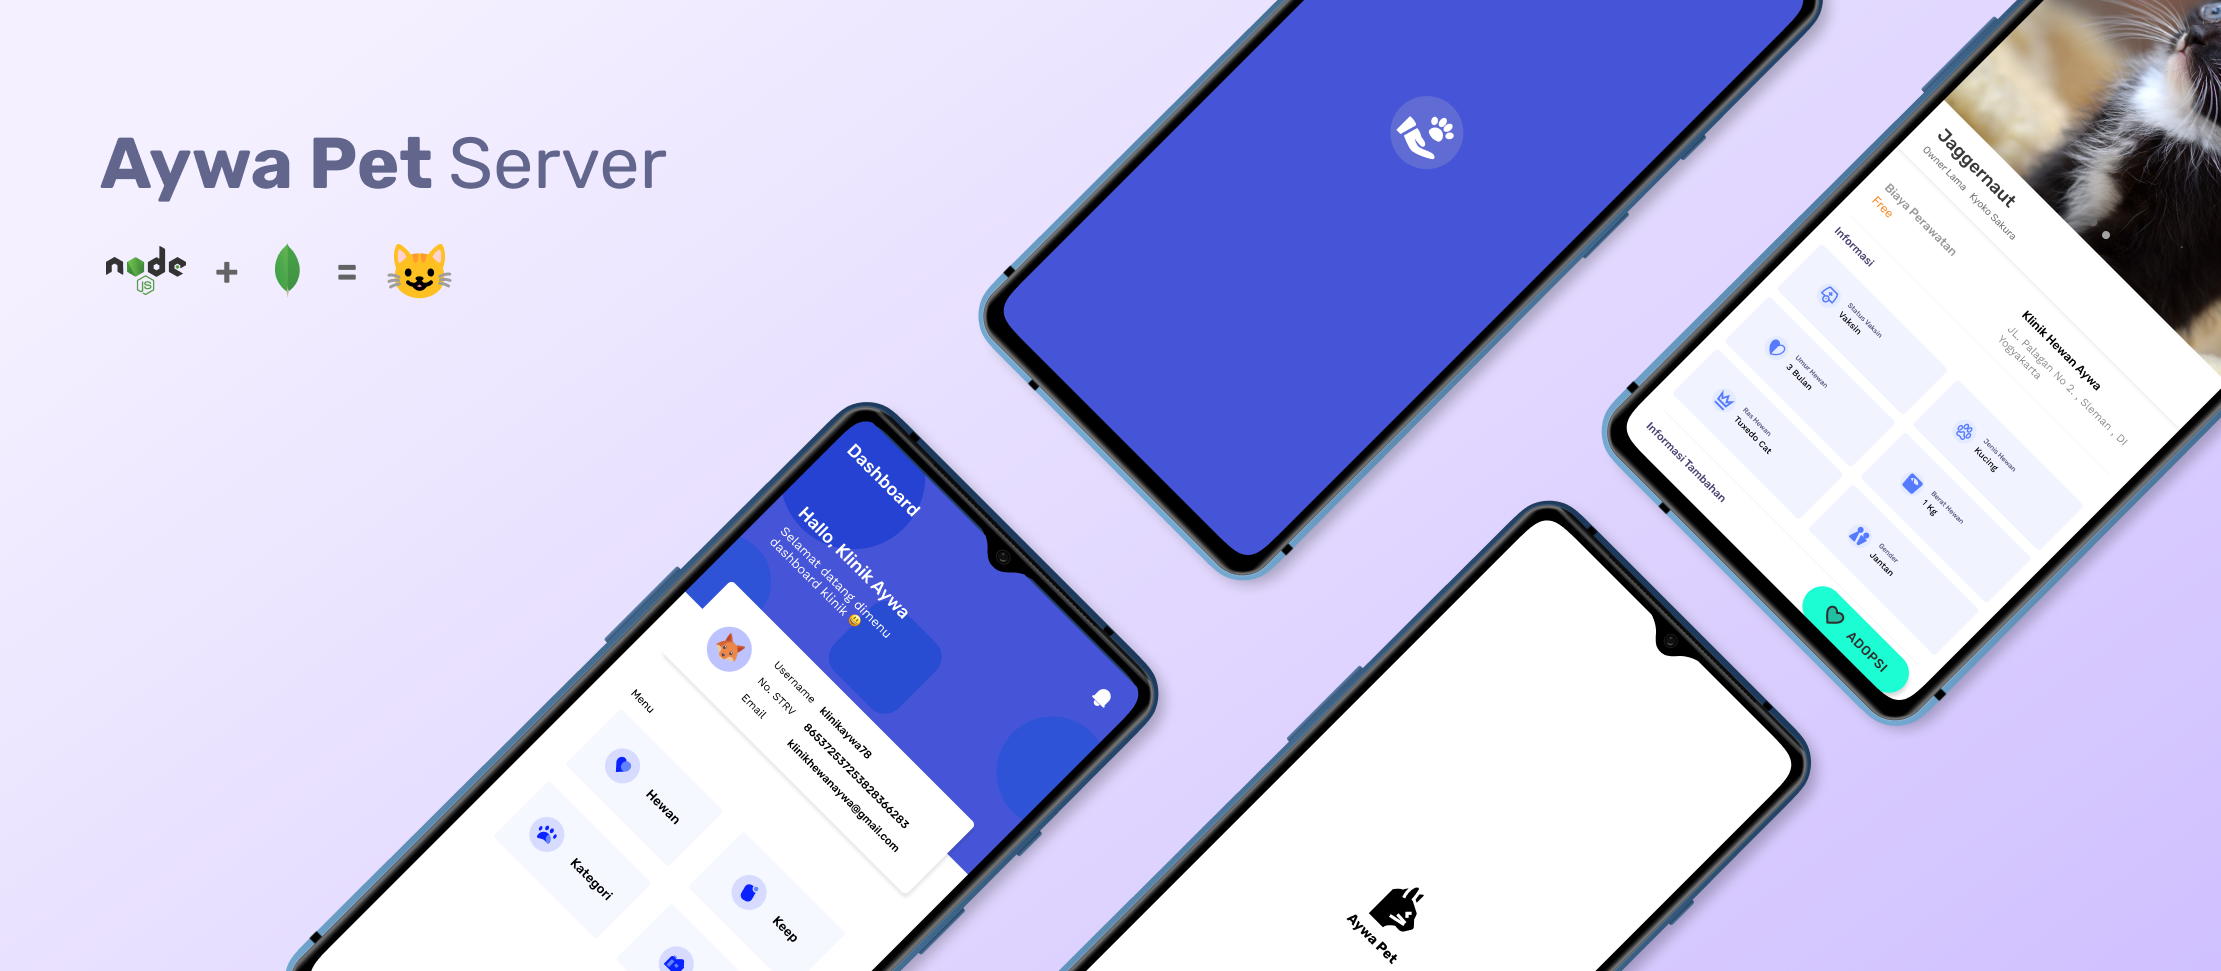 Aywa Pet Server
node
JS
+
=
Dashboard
Hallo, Klinik Aywa
Selamat datang dimenu
dashboard klinik 😃
Username klinikaywa78
No. STRV 865372537253828366283
Email klinikhewanaywa@gmail.com
Menu
Hewan
Kategori
Keep
Aywa Pet
Jaggernaut
Owner Lama Kyoko Sakura
Biaya Perawatan
Free
Klinik Hewan Aywa
JL. Palagan No 2. , Sleman , DI
Yogyakarta
Informasi
Status Vaksin
Vaksin
Jenis Hewan
Kucing
Umur Hewan
3 Bulan
Berat Hewan
1 Kg
Ras Hewan
Tuxedo Cat
Gender
Jantan
Informasi Tambahan
ADOPSI